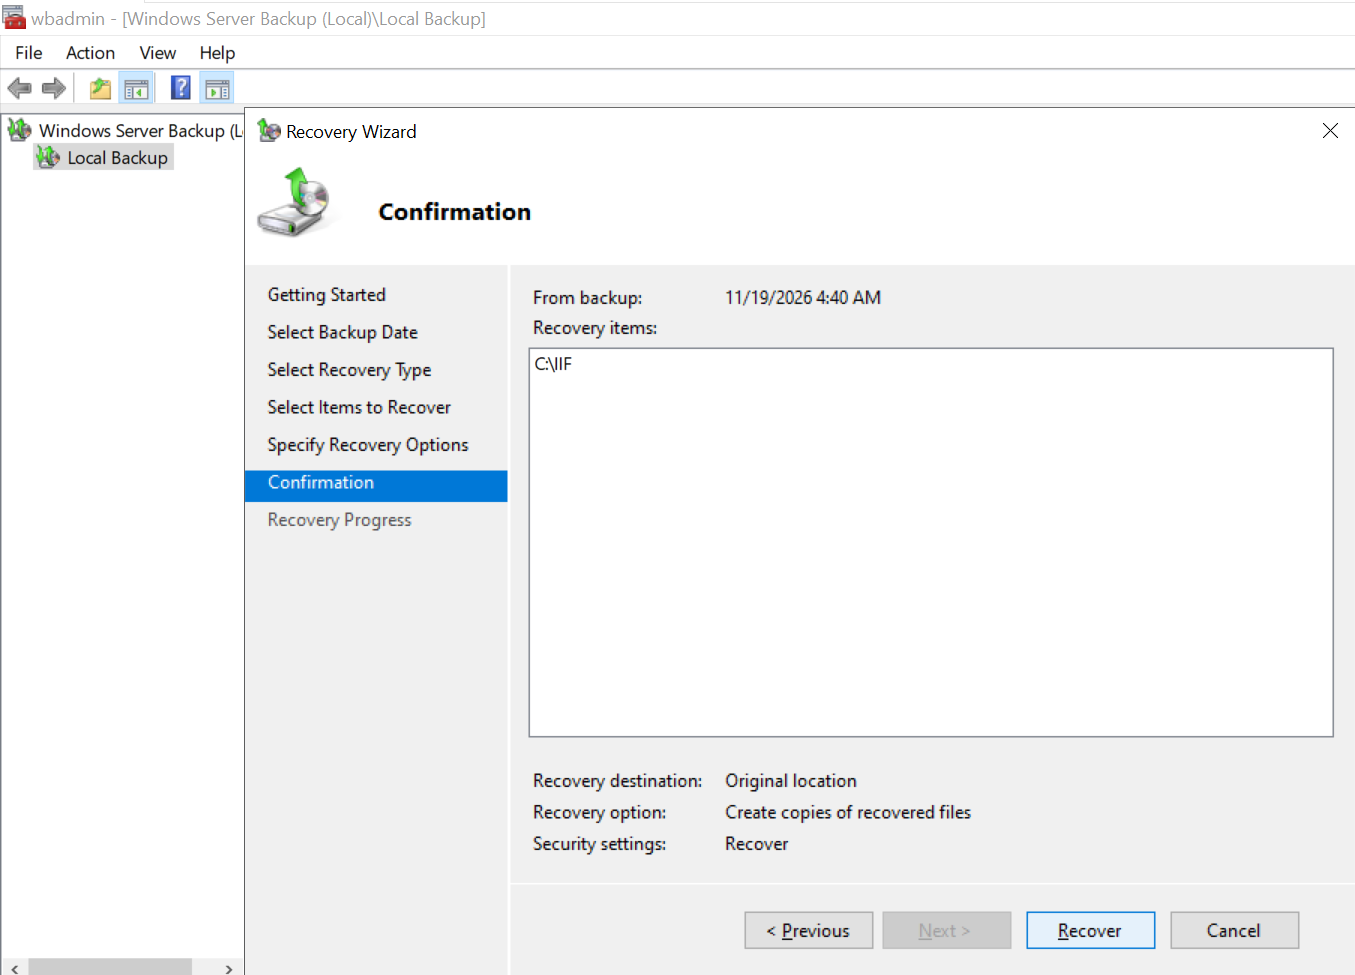 wbadmin - [Windows Server Backup (Local)\Local Backup]
File Action View Help
Windows Server Backup (L
Local Backup
Recovery Wizard
Confirmation
Getting Started
Select Backup Date
Select Recovery Type
Select Items to Recover
Specify Recovery Options
Confirmation
Recovery Progress
From backup: 11/19/2026 4:40 AM
Recovery items:
C:\IIF
Recovery destination: Original location
Recovery option: Create copies of recovered files
Security settings: Recover
< Previous Next > Recover Cancel